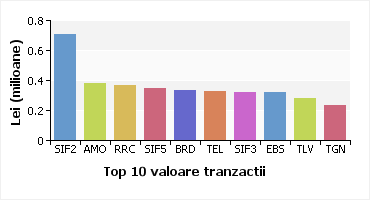 0.8
0.6
0.4
0.2
0
Lei (milioane)
SIF2 AMO RRC SIF5 BRD TEL SIF3 EBS TLV TGN
Top 10 valoare tranzactii